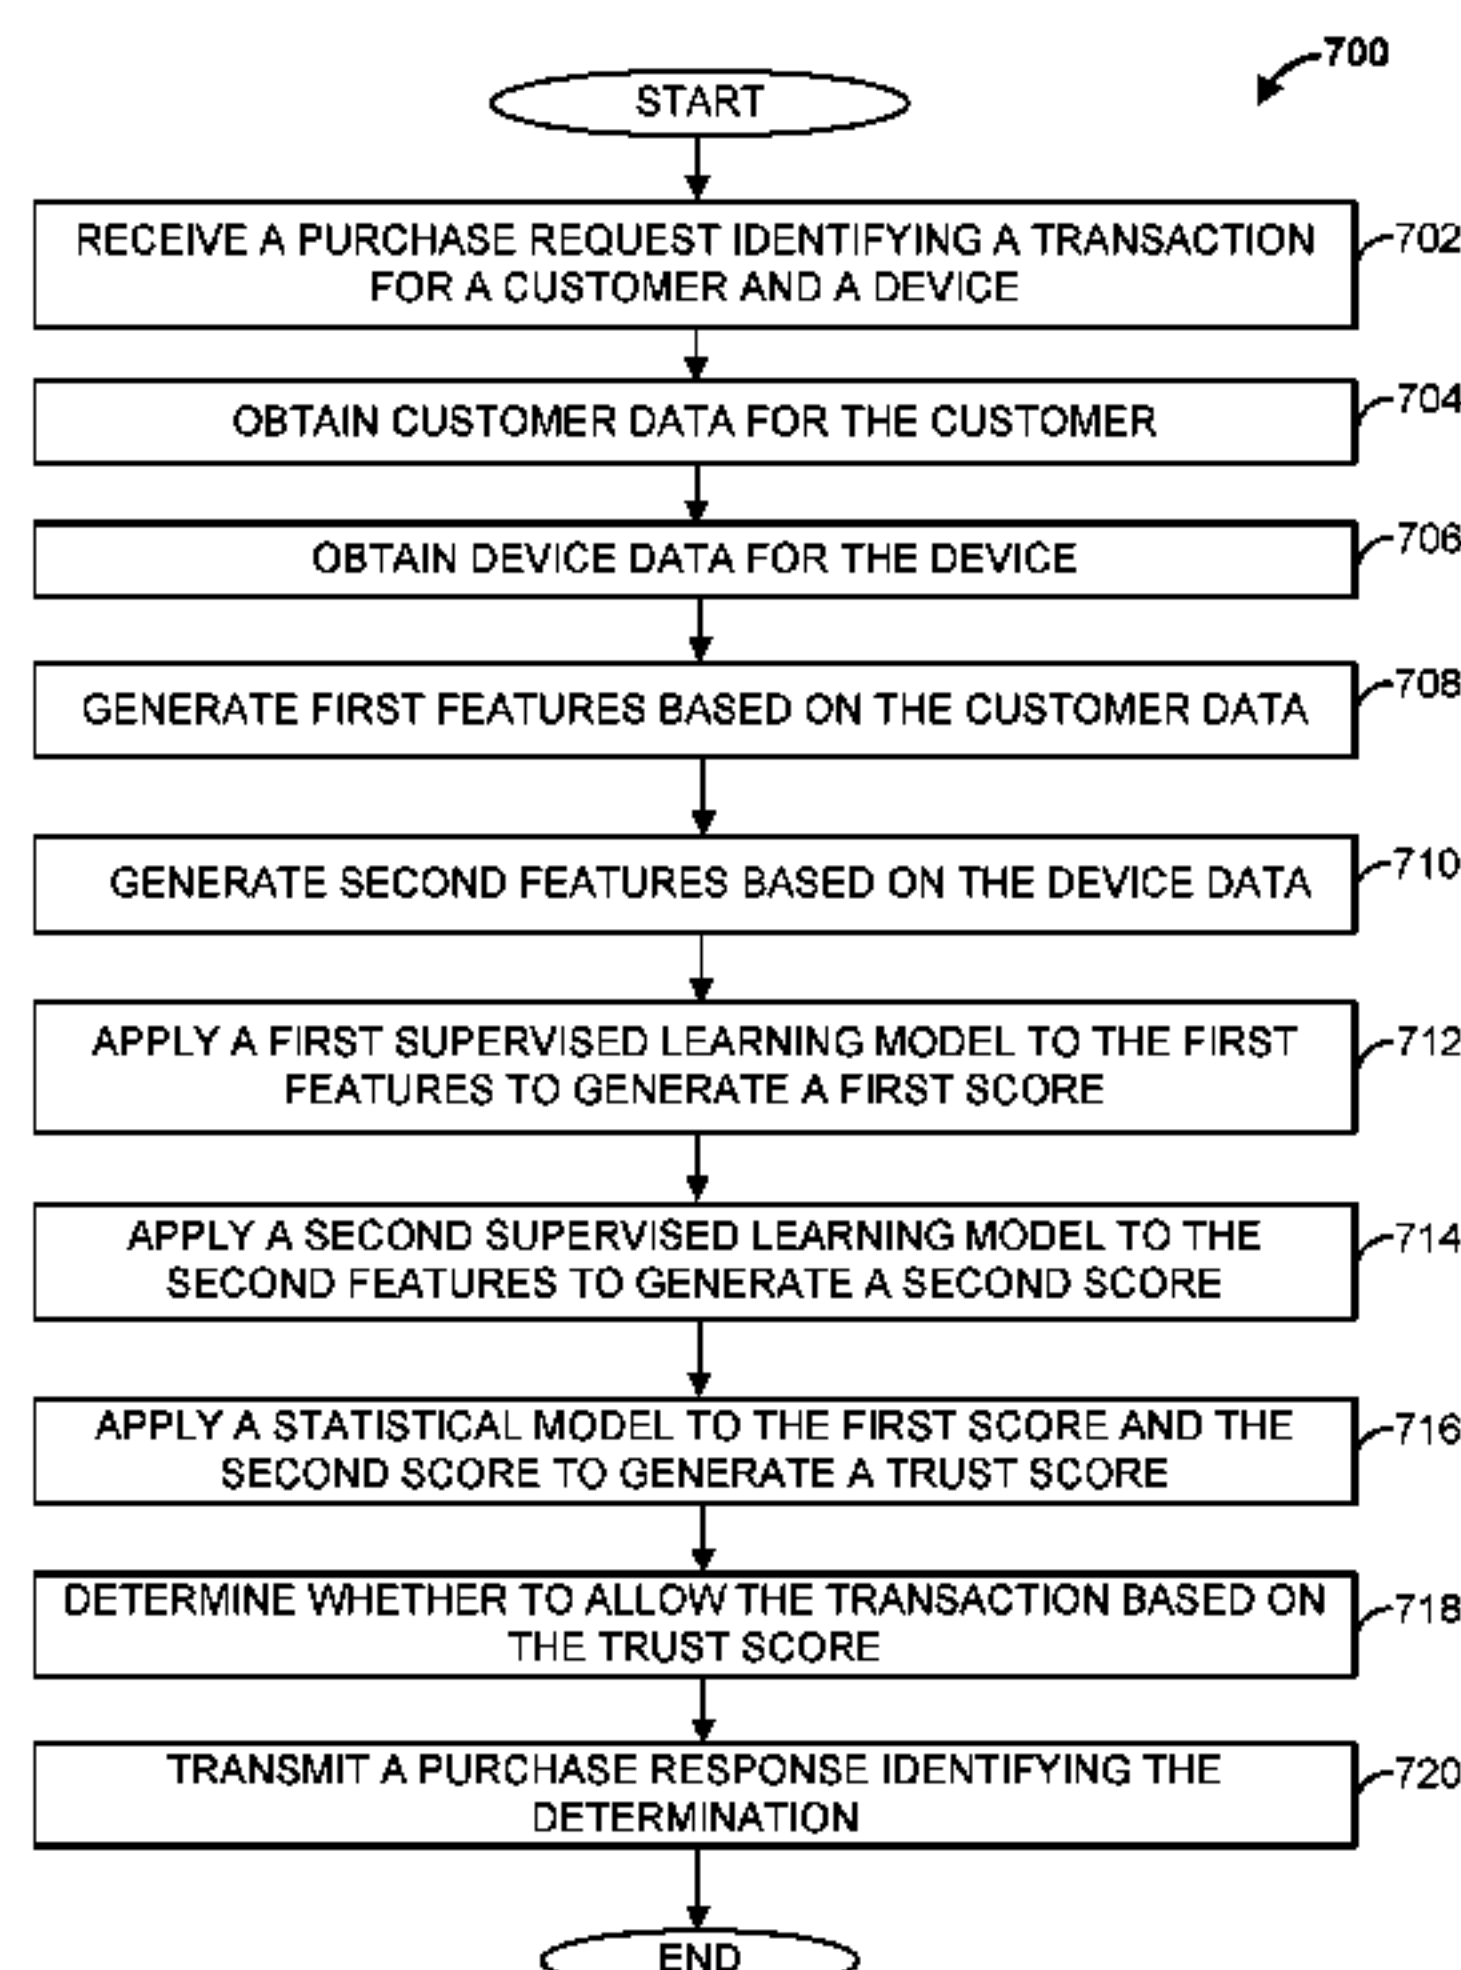 700
START
RECEIVE A PURCHASE REQUEST IDENTIFYING A TRANSACTION
FOR A CUSTOMER AND A DEVICE
702
OBTAIN CUSTOMER DATA FOR THE CUSTOMER
704
OBTAIN DEVICE DATA FOR THE DEVICE
706
GENERATE FIRST FEATURES BASED ON THE CUSTOMER DATA
708
GENERATE SECOND FEATURES BASED ON THE DEVICE DATA
710
APPLY A FIRST SUPERVISED LEARNING MODEL TO THE FIRST
FEATURES TO GENERATE A FIRST SCORE
712
APPLY A SECOND SUPERVISED LEARNING MODEL TO THE
SECOND FEATURES TO GENERATE A SECOND SCORE
714
APPLY A STATISTICAL MODEL TO THE FIRST SCORE AND THE
SECOND SCORE TO GENERATE A TRUST SCORE
716
DETERMINE WHETHER TO ALLOW THE TRANSACTION BASED ON
THE TRUST SCORE
718
TRANSMIT A PURCHASE RESPONSE IDENTIFYING THE
DETERMINATION
720
END